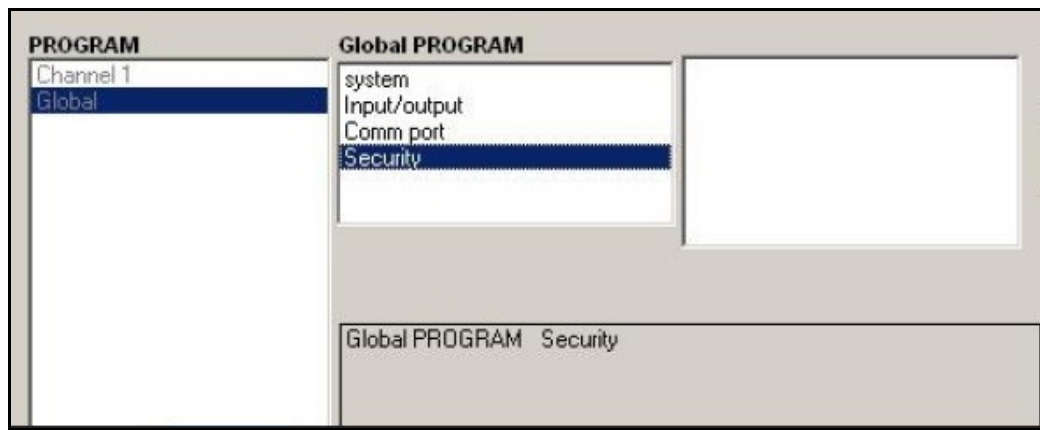 PROGRAM
Channel 1
Global
Global PROGRAM
system
Input/output
Comm port
Security
Global PROGRAM Security